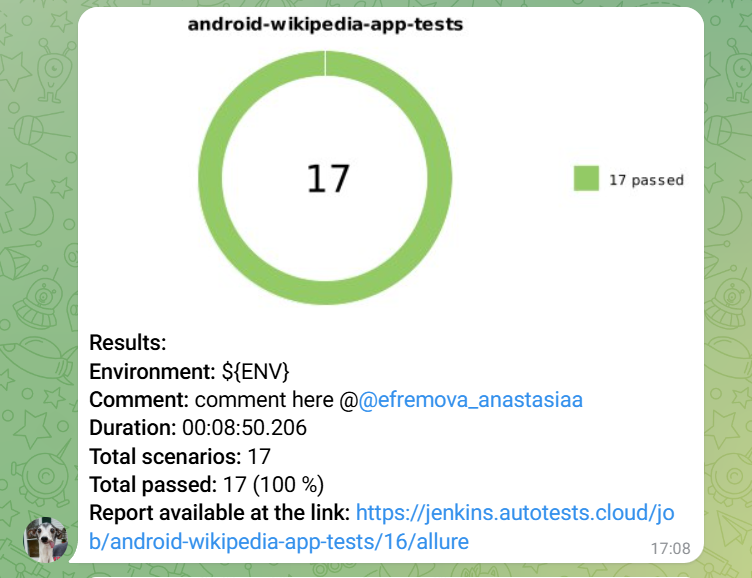 android-wikipedia-app-tests
17
17 passed
Results:
Environment: ${ENV}
Comment: comment here @@efremova_anastasiaa
Duration: 00:08:50.206
Total scenarios: 17
Total passed: 17 (100 %)
Report available at the link: https://jenkins.autotests.cloud/jo
b/android-wikipedia-app-tests/16/allure
17:08